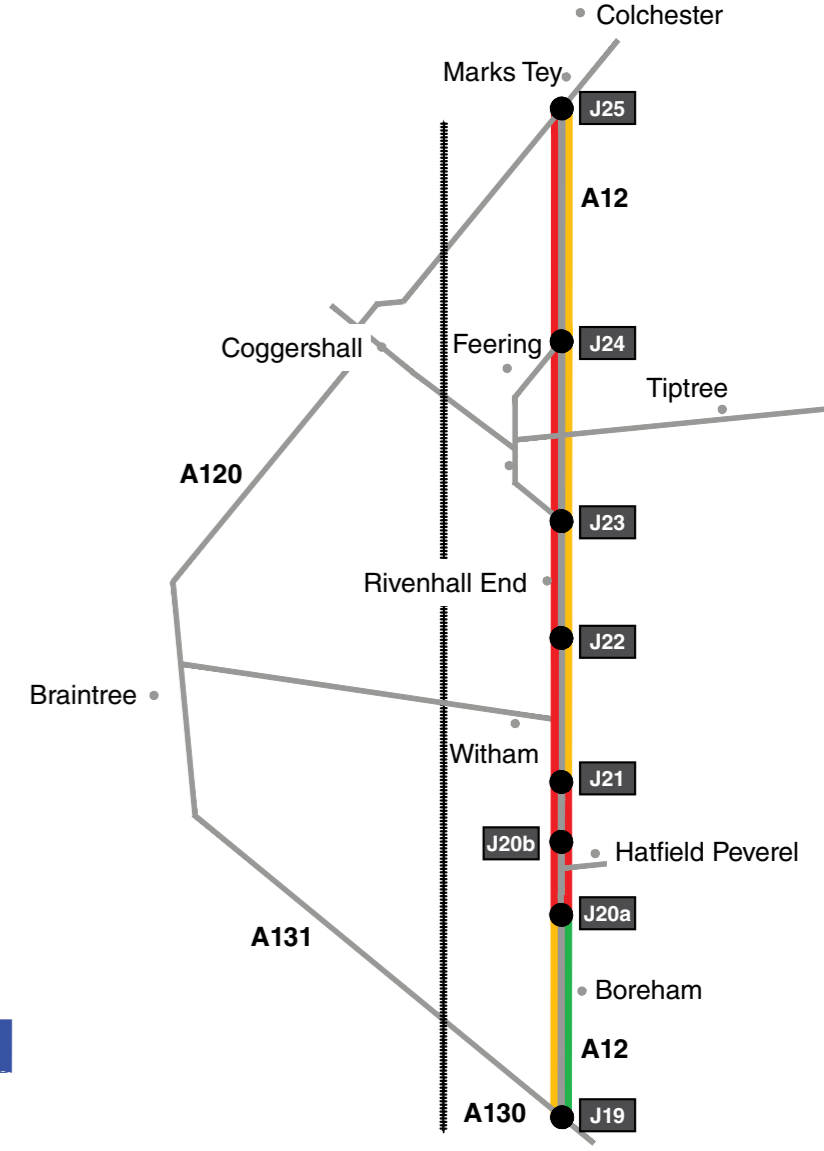 Colchester
Marks Tey
J25
A12
Coggershall
Feering
J24
Tiptree
A120
J23
Rivenhall End
J22
Braintree
Witham
J21
J20b
Hatfield Peverel
J20a
A131
Boreham
A12
A130
J19